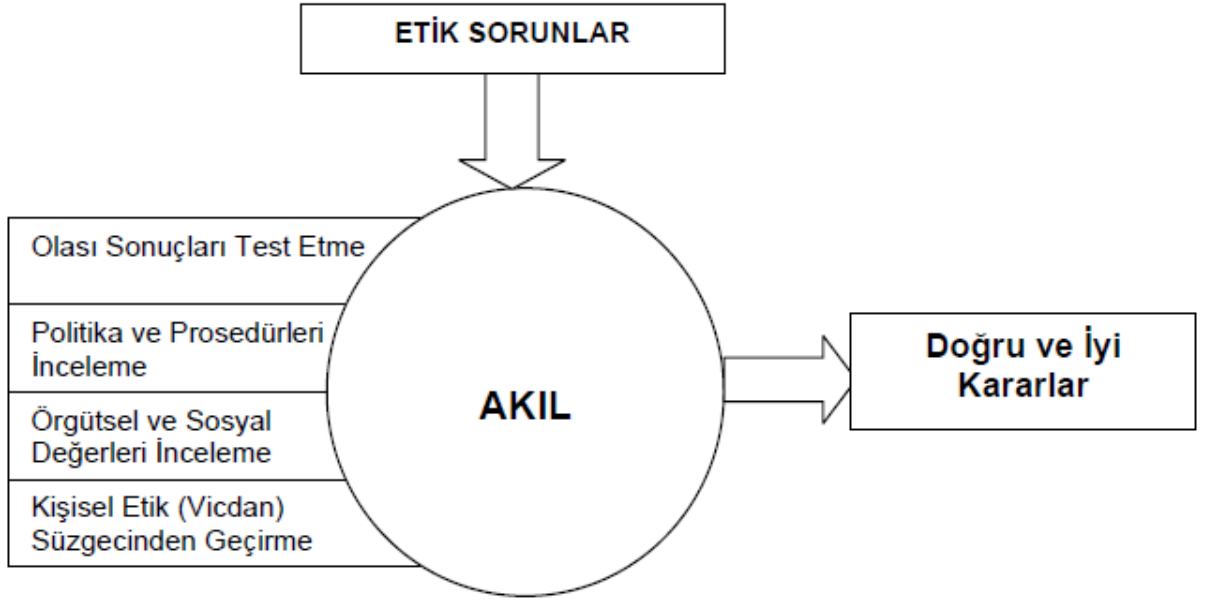 ETİK SORUNLAR
Olası Sonuçları Test Etme
Politika ve Prosedürleri
İnceleme
Örgütsel ve Sosyal
Değerleri İnceleme
Kişisel Etik (Vicdan)
Süzgecinden Geçirme
AKIL
Doğru ve İyi
Kararlar